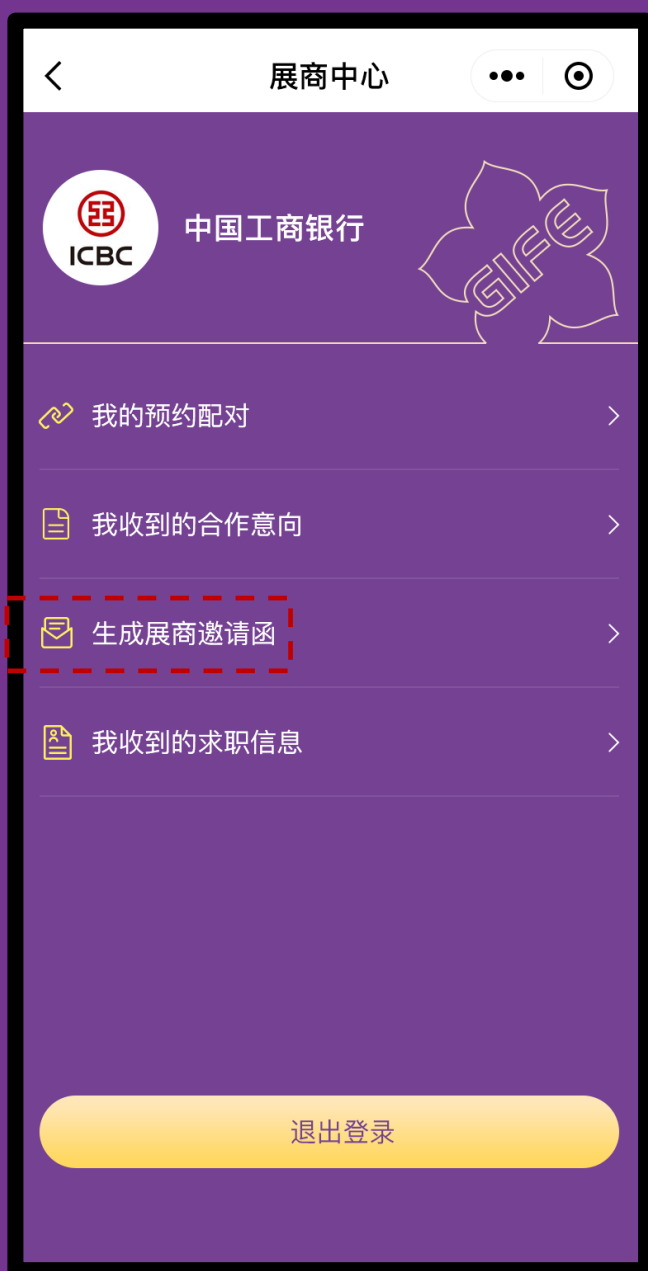 展商中心
ICBC
中国工商银行
GIFE
我的预约配对
我收到的合作意向
生成展商邀请函
我收到的求职信息
退出登录